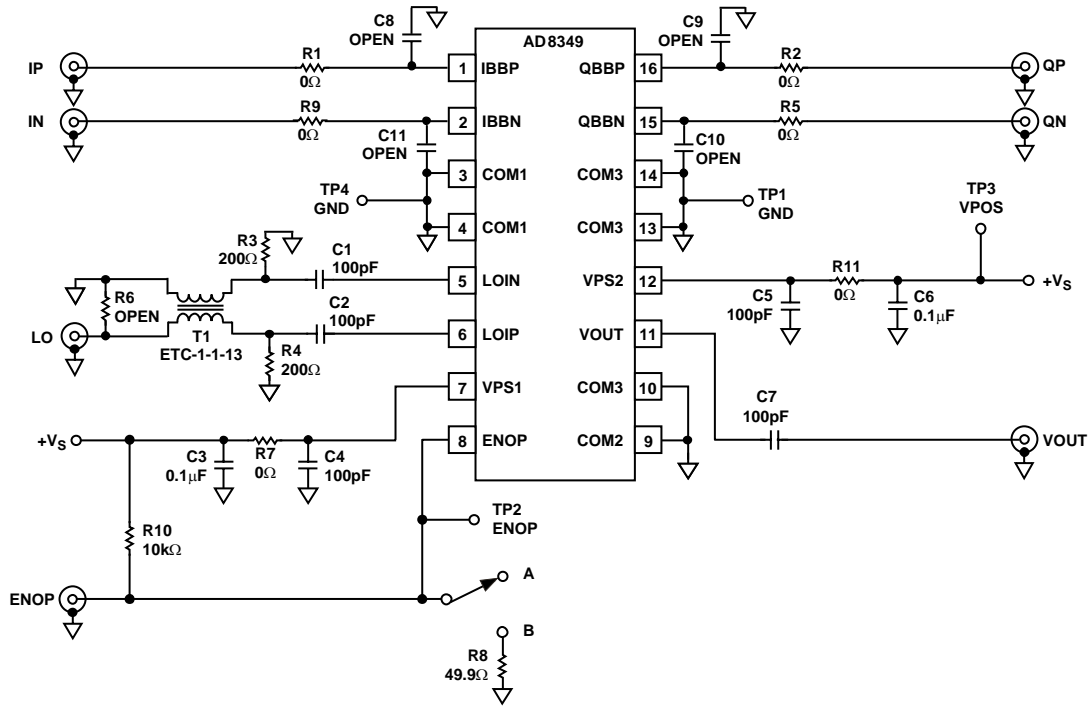 AD8349
C8
OPEN
C9
OPEN
IP
R1
0Ω
1
IBBP
QBBP
16
R2
0Ω
QP
IN
R9
0Ω
2
IBBN
QBBN
15
R5
0Ω
QN
C11
OPEN
C10
OPEN
3
COM1
COM3
14
TP4
GND
TP1
GND
4
COM1
COM3
13
TP3
VPOS
R3
200Ω
C1
100pF
5
LOIN
VPS2
12
R11
0Ω
+VS
C5
100pF
C6
0.1μF
R6
OPEN
C2
100pF
LO
T1
ETC-1-1-13
6
LOIP
VOUT
11
R4
200Ω
7
VPS1
COM3
10
C7
100pF
+VS
8
ENOP
COM2
9
VOUT
C3
0.1μF
R7
0Ω
C4
100pF
TP2
ENOP
R10
10kΩ
A
ENOP
B
R8
49.9Ω